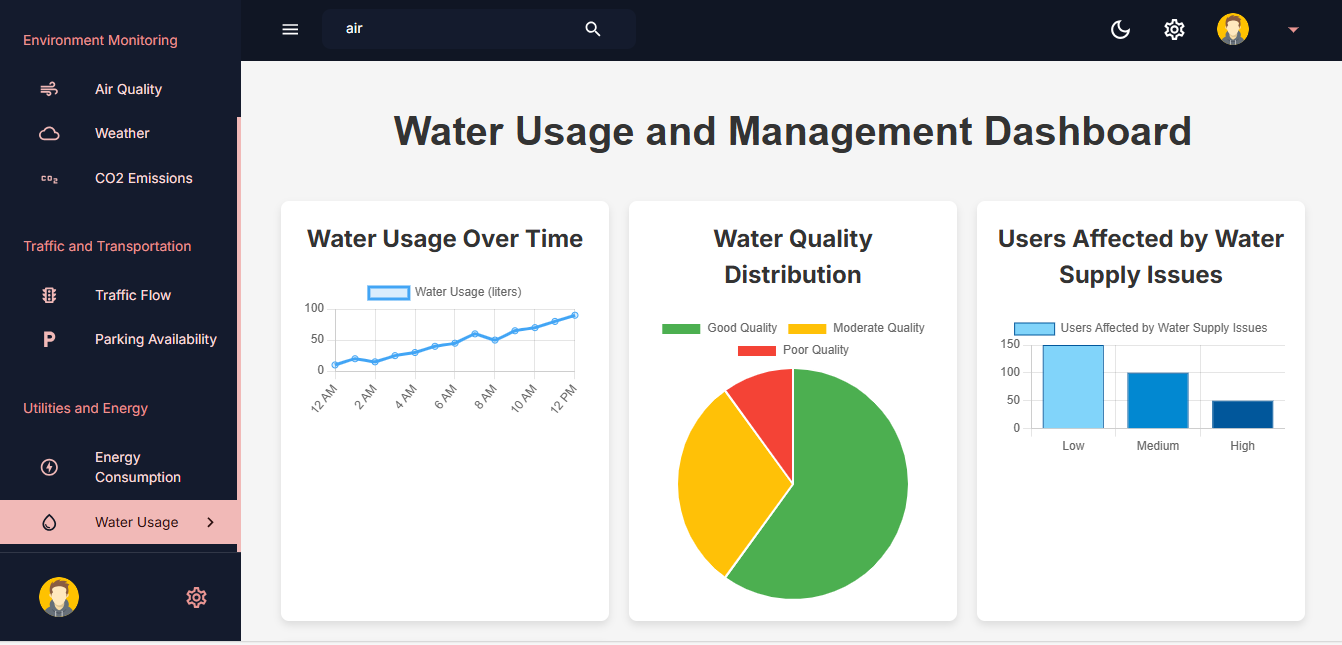 Environment Monitoring
Air Quality
Weather
CO₂
CO2 Emissions
Traffic and Transportation
Traffic Flow
P
Parking Availability
Utilities and Energy
Energy
Consumption
Water Usage
air
Water Usage and Management Dashboard
Water Usage Over Time
Water Usage (liters)
100
50
0
12 AM
2 AM
4 AM
6 AM
8 AM
10 AM
12 PM
Water Quality
Distribution
Good Quality
Moderate Quality
Poor Quality
Users Affected by Water
Supply Issues
Users Affected by Water Supply Issues
150
100
50
0
Low
Medium
High